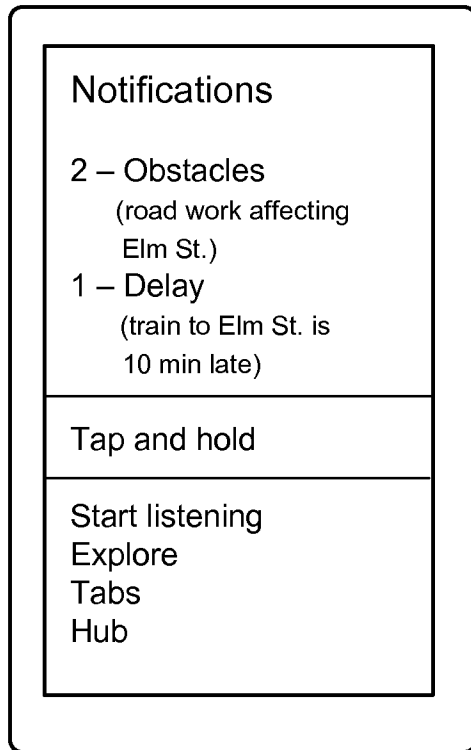 Notifications
2 – Obstacles
(road work affecting
Elm St.)
1 – Delay
(train to Elm St. is
10 min late)
Tap and hold
Start listening
Explore
Tabs
Hub